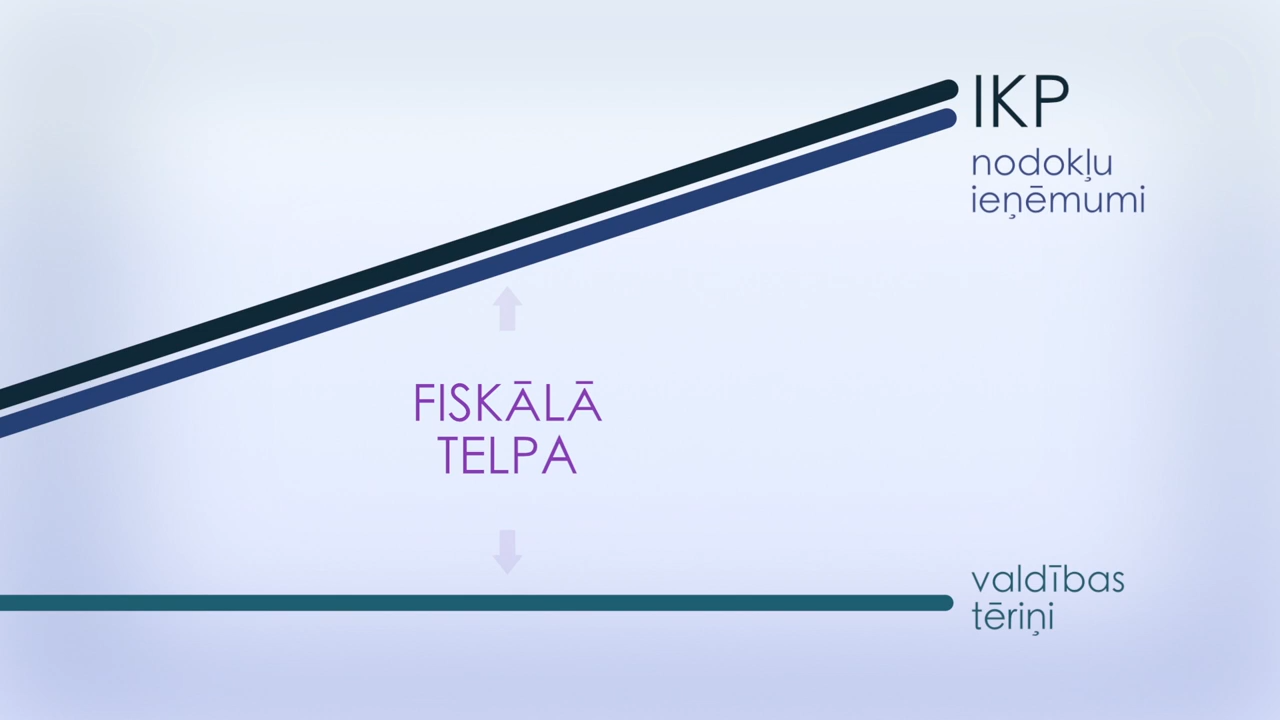 IKP
nodokļu
ieņēmumi
FISKĀLĀ
TELPA
valdības
tēriņi